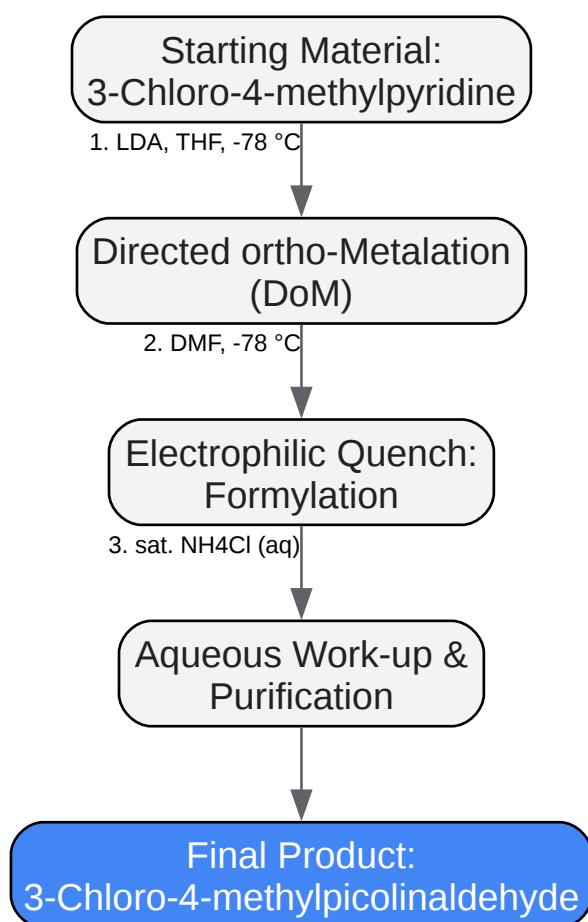 Starting Material:
3-Chloro-4-methylpyridine
1. LDA, THF, -78 °C
Directed ortho-Metalation
(DoM)
2. DMF, -78 °C
Electrophilic Quench:
Formylation
3. sat. NH4Cl (aq)
Aqueous Work-up &
Purification
Final Product:
3-Chloro-4-methylpicolinaldehyde